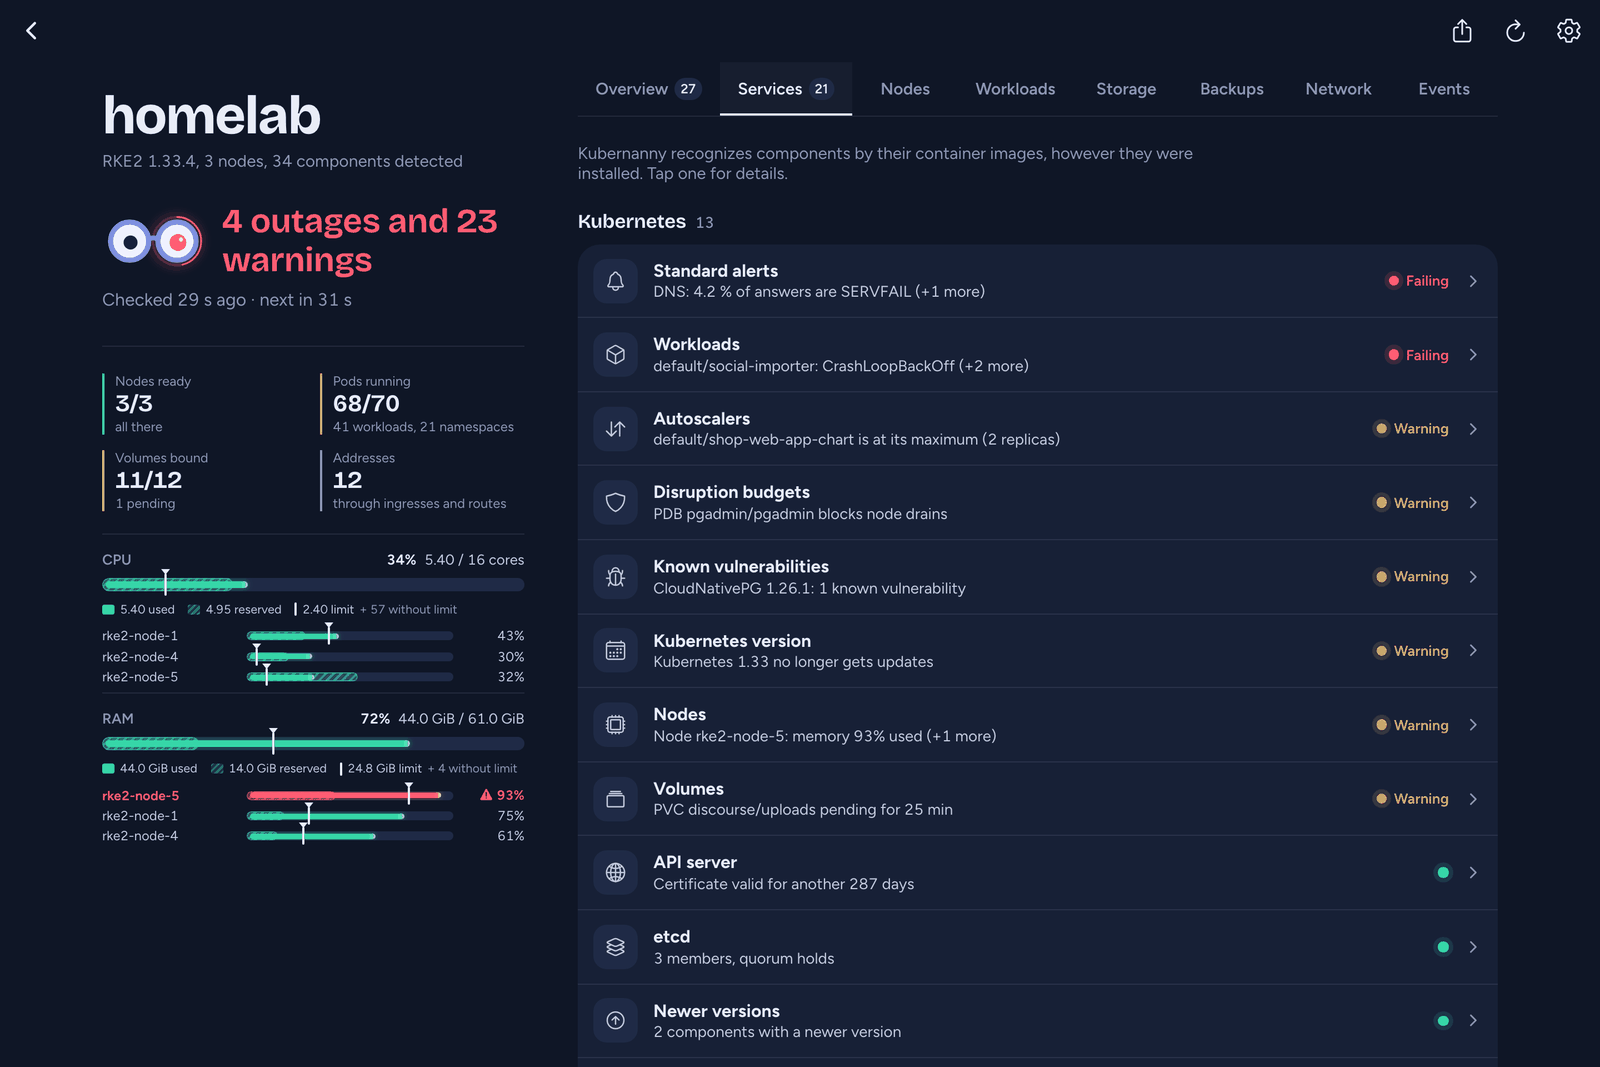 homelab
RKE2 1.33.4, 3 nodes, 34 components detected
4 outages and 23
warnings
Checked 29 s ago · next in 31 s
Nodes ready
3/3
all there
Pods running
68/70
41 workloads, 21 namespaces
Volumes bound
11/12
1 pending
Addresses
12
through ingresses and routes
CPU 34% 5.40 / 16 cores
5.40 used 4.95 reserved 2.40 limit + 57 without limit
rke2-node-1 43%
rke2-node-4 30%
rke2-node-5 32%
RAM 72% 44.0 GiB / 61.0 GiB
44.0 GiB used 14.0 GiB reserved 24.8 GiB limit + 4 without limit
rke2-node-5 93%
rke2-node-1 75%
rke2-node-4 61%
Overview 27 Services 21 Nodes Workloads Storage Backups Network Events
Kubernanny recognizes components by their container images, however they were
installed. Tap one for details.
Kubernetes 13
Standard alerts
DNS: 4.2 % of answers are SERVFAIL (+1 more)
Failing
Workloads
default/social-importer: CrashLoopBackOff (+2 more)
Failing
Autoscalers
default/shop-web-app-chart is at its maximum (2 replicas)
Warning
Disruption budgets
PDB pgadmin/pgadmin blocks node drains
Warning
Known vulnerabilities
CloudNativePG 1.26.1: 1 known vulnerability
Warning
Kubernetes version
Kubernetes 1.33 no longer gets updates
Warning
Nodes
Node rke2-node-5: memory 93% used (+1 more)
Warning
Volumes
PVC discourse/uploads pending for 25 min
Warning
API server
Certificate valid for another 287 days
etcd
3 members, quorum holds
Newer versions
2 components with a newer version